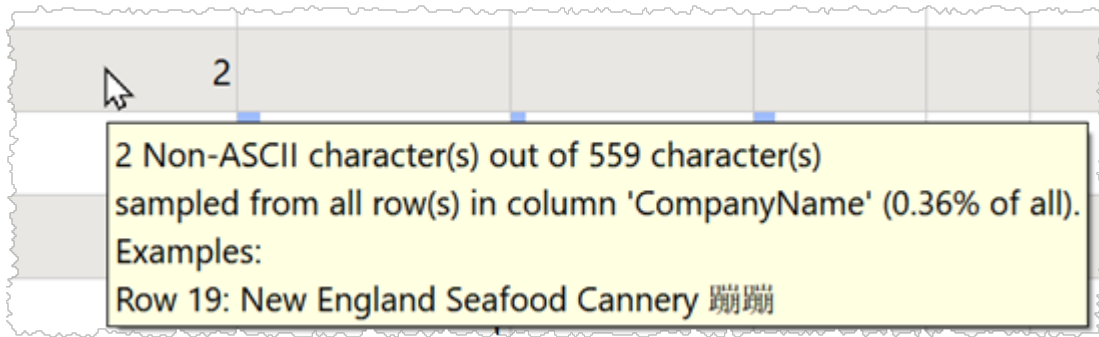 2
2 Non-ASCII character(s) out of 559 character(s)
sampled from all row(s) in column 'CompanyName' (0.36% of all).
Examples:
Row 19: New England Seafood Cannery 蹦蹦